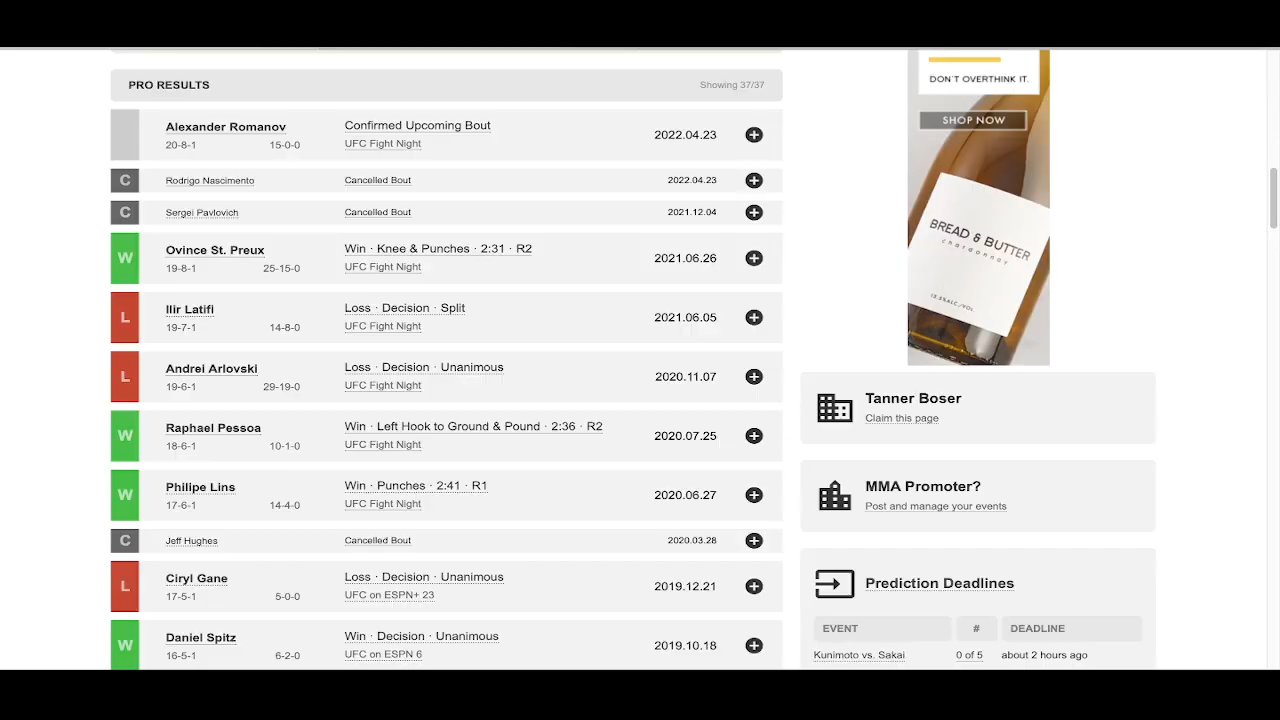 PRO RESULTS
Showing 37/37
Alexander Romanov
20-8-1
15-0-0
Confirmed Upcoming Bout
UFC Fight Night
2022.04.23
C
Rodrigo Nascimento
Cancelled Bout
2022.04.23
C
Sergei Pavlovich
Cancelled Bout
2021.12.04
W
Ovince St. Preux
19-8-1
25-15-0
Win · Knee & Punches · 2:31 · R2
UFC Fight Night
2021.06.26
L
Ilir Latifi
19-7-1
14-8-0
Loss · Decision · Split
UFC Fight Night
2021.06.05
L
Andrei Arlovski
19-6-1
29-19-0
Loss · Decision · Unanimous
UFC Fight Night
2020.11.07
W
Raphael Pessoa
18-6-1
10-1-0
Win · Left Hook to Ground & Pound · 2:36 · R2
UFC Fight Night
2020.07.25
W
Philipe Lins
17-6-1
14-4-0
Win · Punches · 2:41 · R1
UFC Fight Night
2020.06.27
C
Jeff Hughes
Cancelled Bout
2020.03.28
L
Ciryl Gane
17-5-1
5-0-0
Loss · Decision · Unanimous
UFC on ESPN+ 23
2019.12.21
W
Daniel Spitz
16-5-1
6-2-0
Win · Decision · Unanimous
UFC on ESPN 6
2019.10.18
DON'T OVERTHINK IT.
SHOP NOW
BREAD & BUTTER
chardonnay
13.5%ALC./VOL
Tanner Boser
Claim this page
MMA Promoter?
Post and manage your events
Prediction Deadlines
EVENT
#
DEADLINE
Kunimoto vs. Sakai
0 of 5
about 2 hours ago